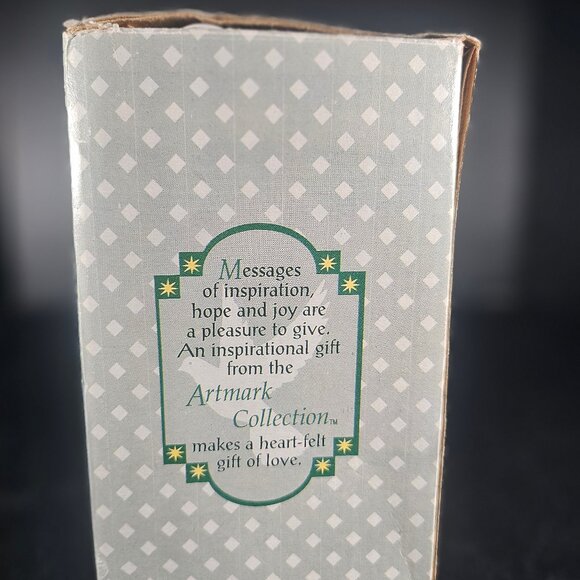 Messages
of inspiration,
hope and joy are
a pleasure to give.
An inspirational gift
from the
Artmark
Collection™
makes a heart-felt
gift of love.